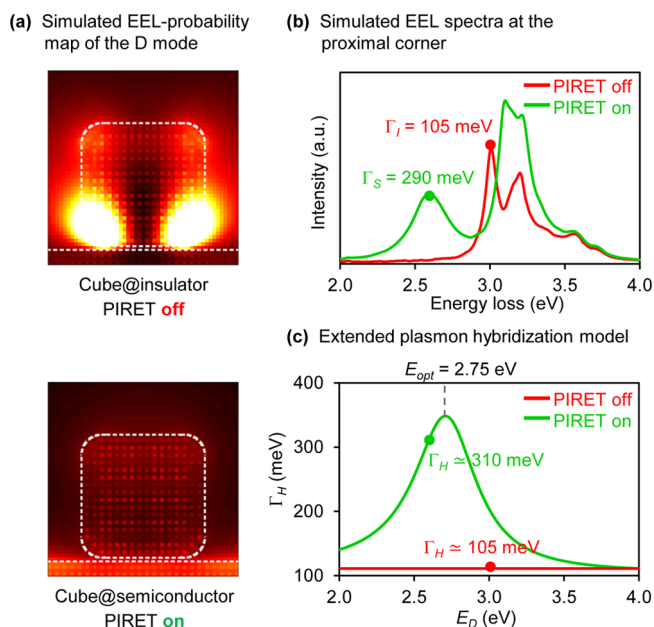 (a) Simulated EEL-probability
map of the D mode
Cube@insulator
PIRET off
Cube@semiconductor
PIRET on
(b) Simulated EEL spectra at the
proximal corner
PIRET off
PIRET on
Γ_I = 105 meV
Γ_S = 290 meV
Intensity (a.u.)
2.0 2.5 3.0 3.5 4.0
Energy loss (eV)
(c) Extended plasmon hybridization model
E_opt = 2.75 eV
400
PIRET off
PIRET on
300
Γ_H ≃ 310 meV
Γ_H (meV)
200
Γ_H ≃ 105 meV
100
2.0 2.5 3.0 3.5 4.0
E_D (eV)